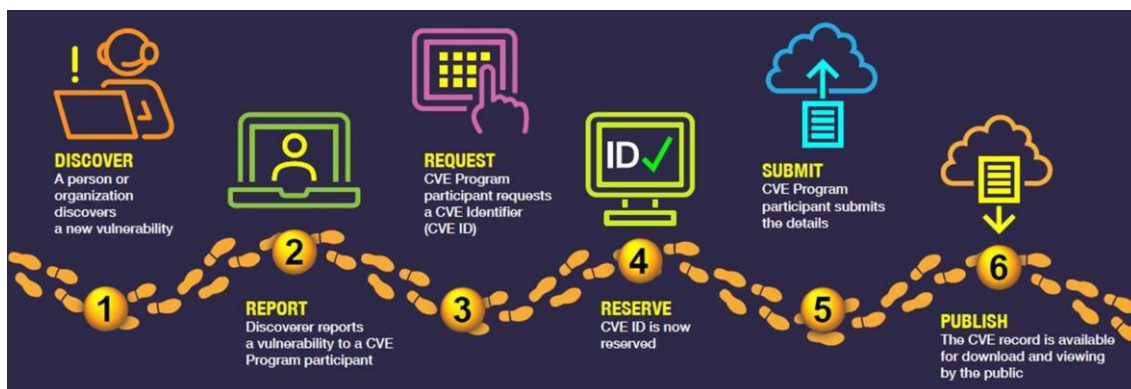 !
DISCOVER
A person or
organization
discovers
a new vulnerability
1
2
REPORT
Discoverer reports
a vulnerability to a CVE
Program participant
REQUEST
CVE Program
participant requests
a CVE Identifier
(CVE ID)
3
ID
4
RESERVE
CVE ID is now
reserved
SUBMIT
CVE Program
participant submits
the details
5
6
PUBLISH
The CVE record is available
for download and viewing
by the public